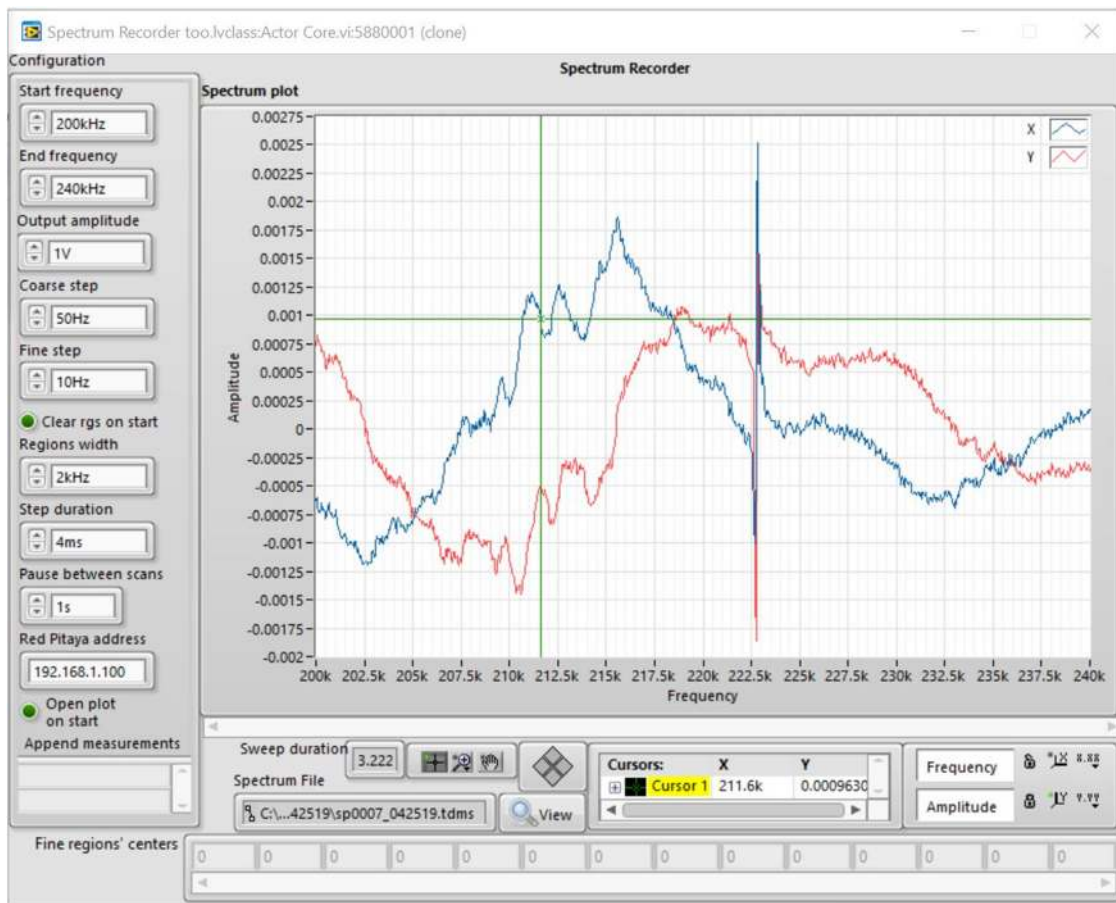 Spectrum Recorder too.lvclass:Actor Core.vi:5880001 (clone)
Configuration
Spectrum Recorder
Start frequency
200kHz
End frequency
240kHz
Output amplitude
1V
Coarse step
50Hz
Fine step
10Hz
Clear rgs on start
Regions width
2kHz
Step duration
4ms
Pause between scans
1s
Red Pitaya address
192.168.1.100
Open plot
on start
Append measurements
Spectrum plot
X
Y
Amplitude
0.00275
0.0025
0.00225
0.002
0.00175
0.0015
0.00125
0.001
0.00075
0.0005
0.00025
0
-0.00025
-0.0005
-0.00075
-0.001
-0.00125
-0.0015
-0.00175
-0.002
200k 202.5k 205k 207.5k 210k 212.5k 215k 217.5k 220k 222.5k 225k 227.5k 230k 232.5k 235k 237.5k 240k
Frequency
Sweep duration 3.222
Spectrum File
C:\...42519\sp0007_042519.tdms
View
Cursors: X Y
Cursor 1 211.6k 0.0009630
Frequency
X 8.88
Amplitude
Y 9.99
Fine regions' centers
0 0 0 0 0 0 0 0 0 0 0 0